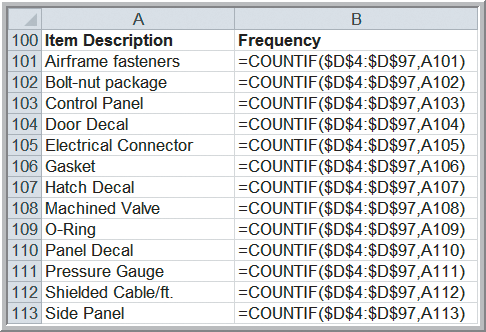 A B
100 Item Description Frequency
101 Airframe fasteners =COUNTIF($D$4:$D$97,A101)
102 Bolt-nut package =COUNTIF($D$4:$D$97,A102)
103 Control Panel =COUNTIF($D$4:$D$97,A103)
104 Door Decal =COUNTIF($D$4:$D$97,A104)
105 Electrical Connector =COUNTIF($D$4:$D$97,A105)
106 Gasket =COUNTIF($D$4:$D$97,A106)
107 Hatch Decal =COUNTIF($D$4:$D$97,A107)
108 Machined Valve =COUNTIF($D$4:$D$97,A108)
109 O-Ring =COUNTIF($D$4:$D$97,A109)
110 Panel Decal =COUNTIF($D$4:$D$97,A110)
111 Pressure Gauge =COUNTIF($D$4:$D$97,A111)
112 Shielded Cable/ft. =COUNTIF($D$4:$D$97,A112)
113 Side Panel =COUNTIF($D$4:$D$97,A113)